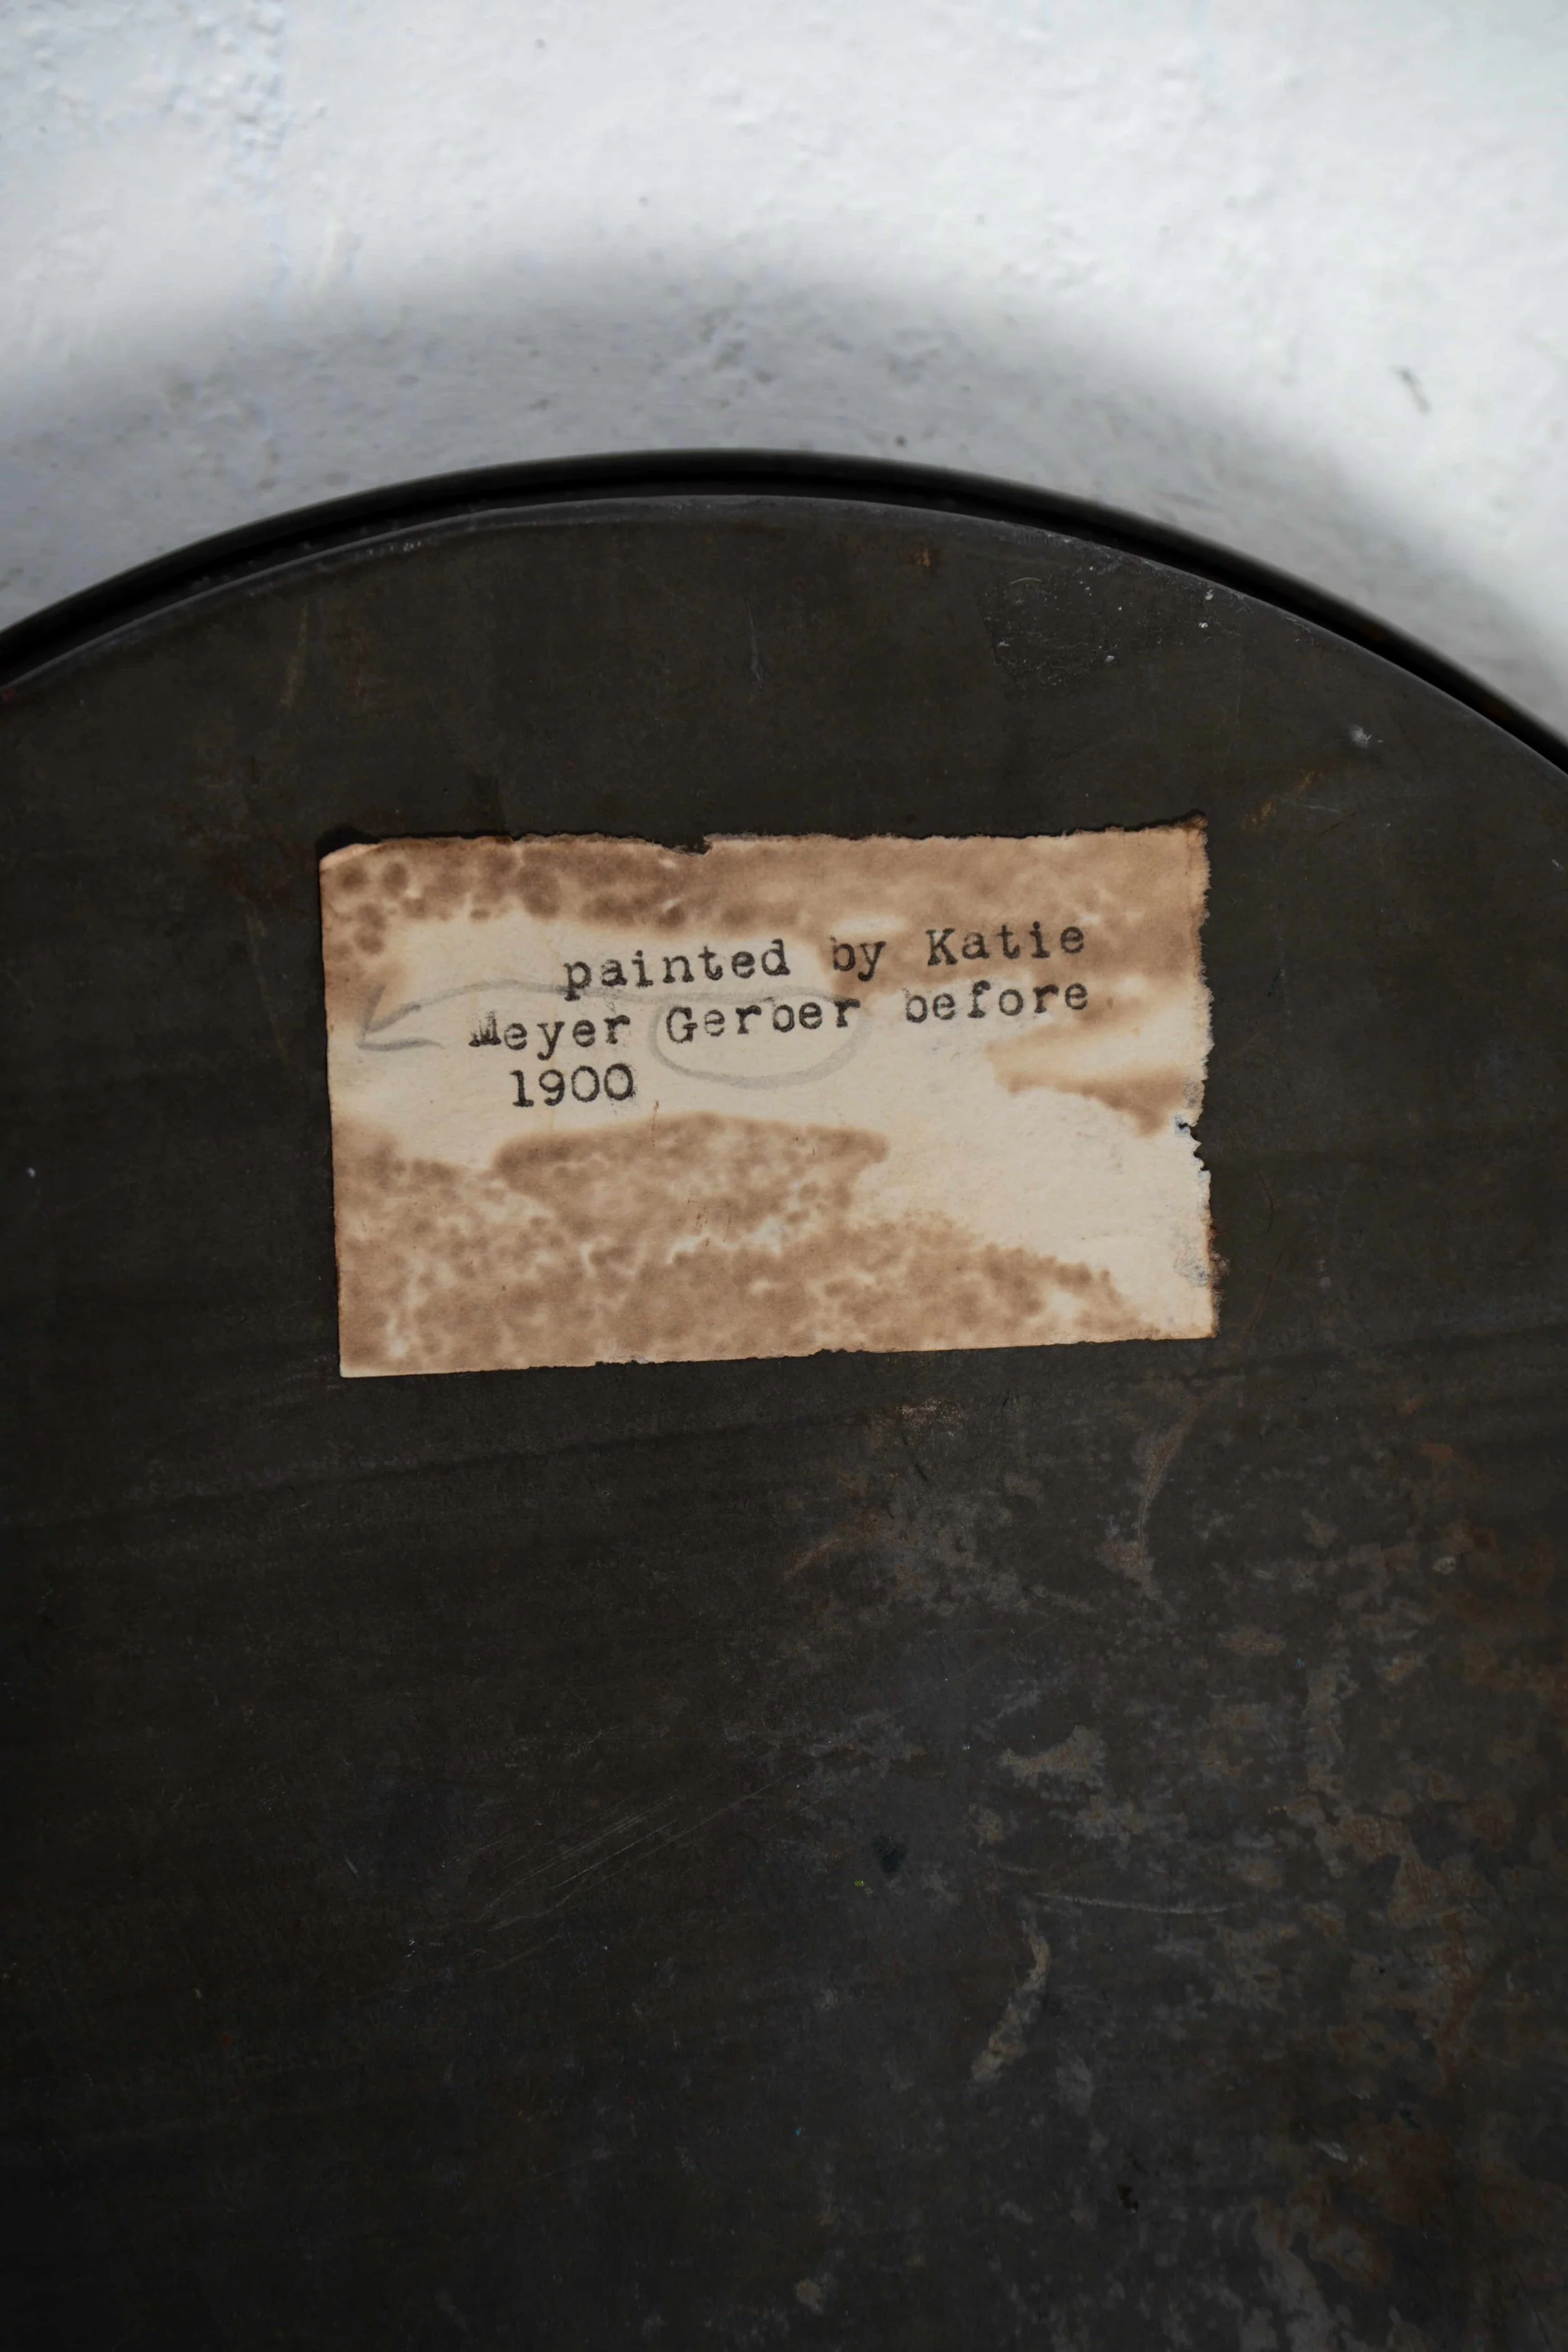 painted by Katie
Meyer Gerber before
1900